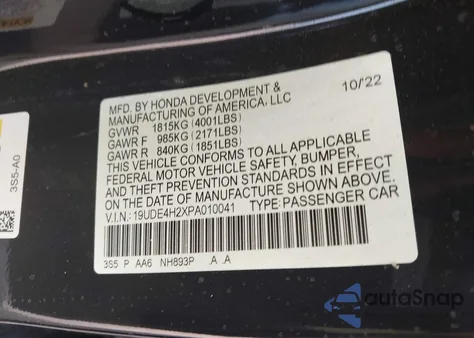 MFD. BY HONDA DEVELOPMENT & 10/22
MANUFACTURING OF AMERICA, LLC
GVWR 1815KG (4001LBS)
GAWR F 985KG (2171LBS)
GAWR R 840KG (1851LBS)
THIS VEHICLE CONFORMS TO ALL APPLICABLE
FEDERAL MOTOR VEHICLE SAFETY, BUMPER,
AND THEFT PREVENTION STANDARDS IN EFFECT
ON THE DATE OF MANUFACTURE SHOWN ABOVE.
V.I.N.: 19UDE4H2XPA010041 TYPE: PASSENGER CAR
3S5 P AA6 NH893P .A .A
3S5-A0
autoSnap